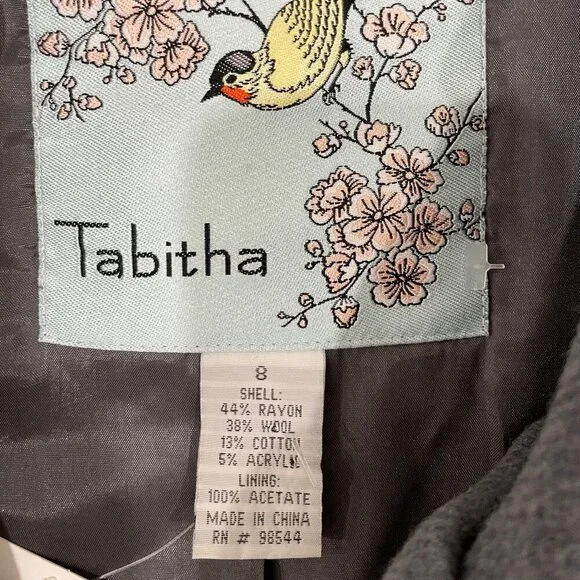 Tabitha
8
SHELL:
44% RAYON
38% WOOL
13% COTTON
5% ACRYLIC
LINING:
100% ACETATE
MADE IN CHINA
RN # 98544